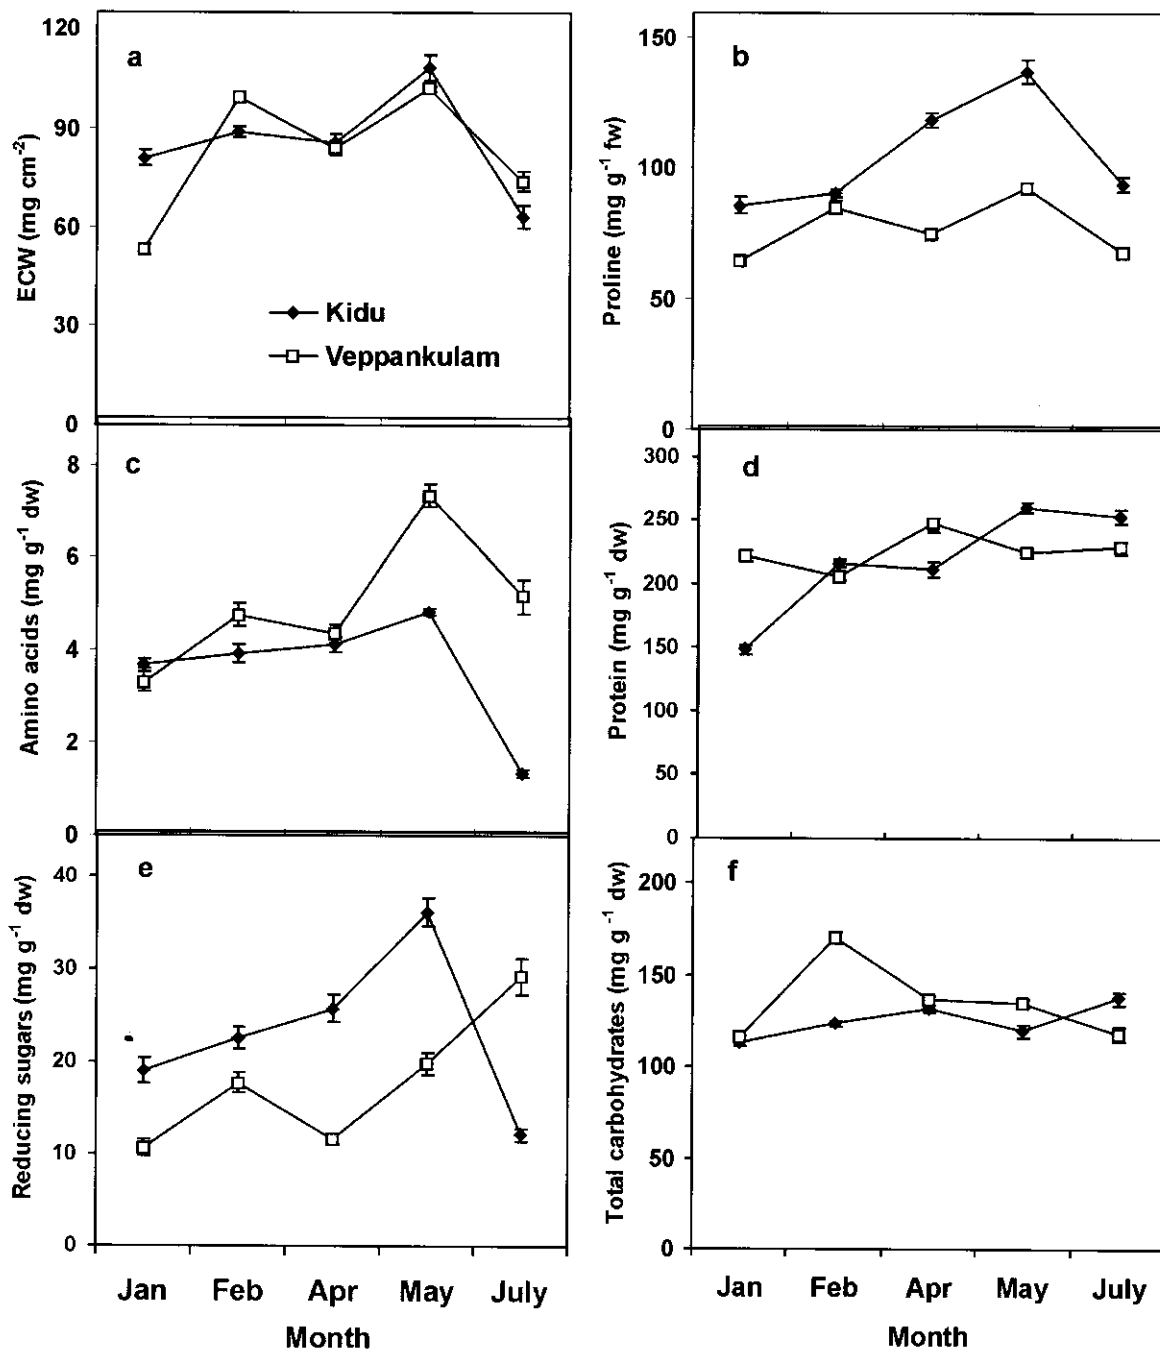 120
90
60
30
0
ECW (mg cm⁻²)
a
Kidu
Veppankulam
150
100
50
0
Proline (mg g⁻¹ fw)
b
8
6
4
2
0
Amino acids (mg g⁻¹ dw)
c
300
250
200
150
100
50
0
Protein (mg g⁻¹ dw)
d
40
30
20
10
0
Reducing sugars (mg g⁻¹ dw)
e
Jan Feb Apr May July
Month
200
150
100
50
0
Total carbohydrates (mg g⁻¹ dw)
f
Jan Feb Apr May July
Month